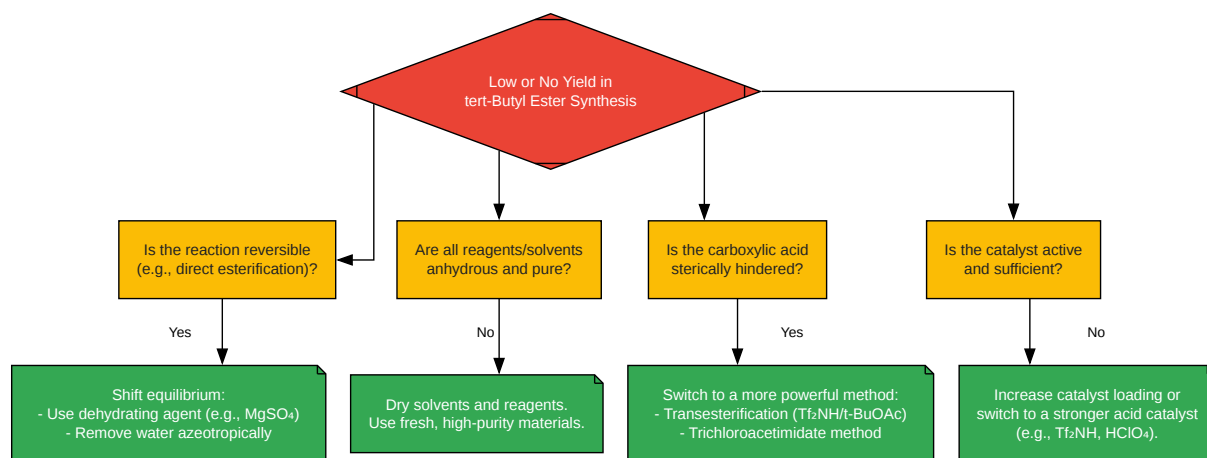 Low or No Yield in
tert-Butyl Ester Synthesis
Is the reaction reversible
(e.g., direct esterification)?
Are all reagents/solvents
anhydrous and pure?
Is the carboxylic acid
sterically hindered?
Is the catalyst active
and sufficient?
Yes
No
Yes
No
Shift equilibrium:
- Use dehydrating agent (e.g., MgSO₄)
- Remove water azeotropically
Dry solvents and reagents.
Use fresh, high-purity materials.
Switch to a more powerful method:
- Transesterification (Tf₂NH/t-BuOAc)
- Trichloroacetimidate method
Increase catalyst loading or
switch to a stronger acid catalyst
(e.g., Tf₂NH, HClO₄).